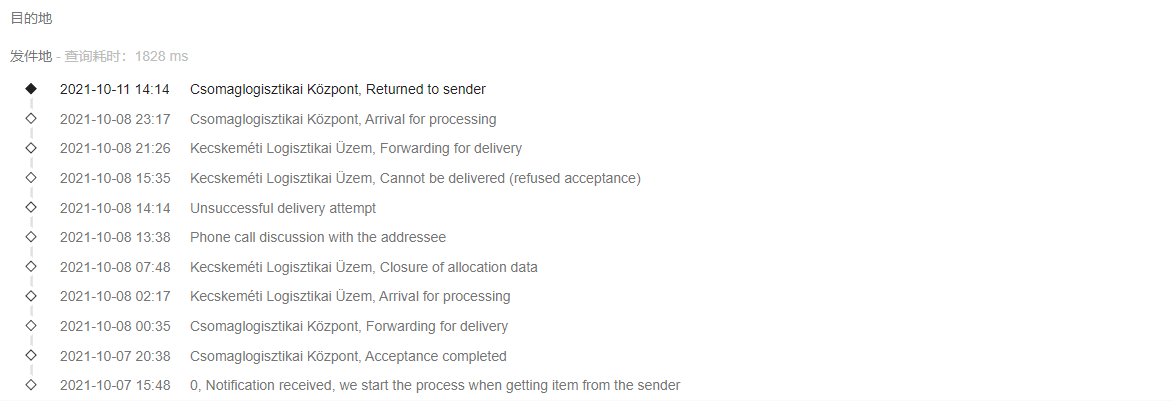 目的地
发件地 - 查询耗时：1828 ms
2021-10-11 14:14 Csomaglogisztikai Központ, Returned to sender
2021-10-08 23:17 Csomaglogisztikai Központ, Arrival for processing
2021-10-08 21:26 Kecskeméti Logisztikai Üzem, Forwarding for delivery
2021-10-08 15:35 Kecskeméti Logisztikai Üzem, Cannot be delivered (refused acceptance)
2021-10-08 14:14 Unsuccessful delivery attempt
2021-10-08 13:38 Phone call discussion with the addressee
2021-10-08 07:48 Kecskeméti Logisztikai Üzem, Closure of allocation data
2021-10-08 02:17 Kecskeméti Logisztikai Üzem, Arrival for processing
2021-10-08 00:35 Csomaglogisztikai Központ, Forwarding for delivery
2021-10-07 20:38 Csomaglogisztikai Központ, Acceptance completed
2021-10-07 15:48 0, Notification received, we start the process when getting item from the sender